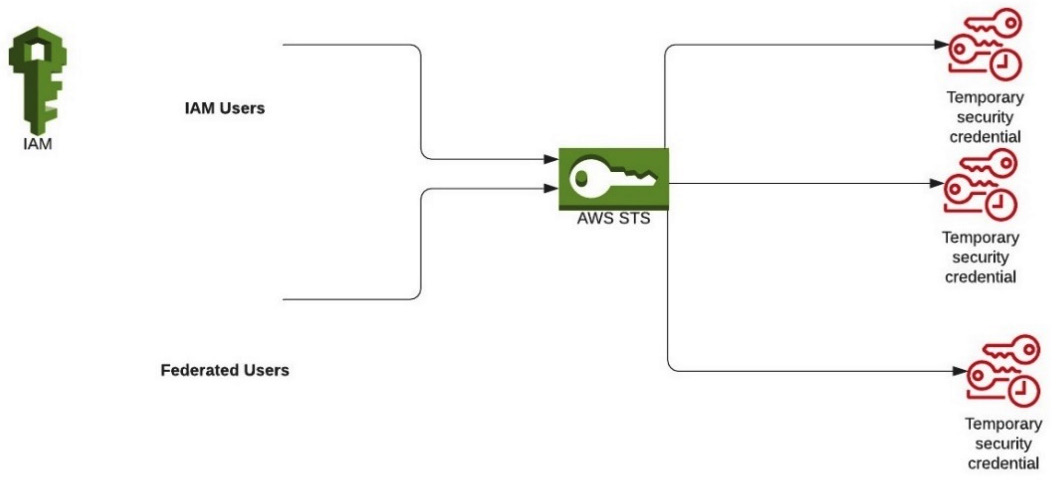 IAM
IAM Users
Federated Users
AWS STS
Temporary
security
credential
Temporary
security
credential
Temporary
security
credential